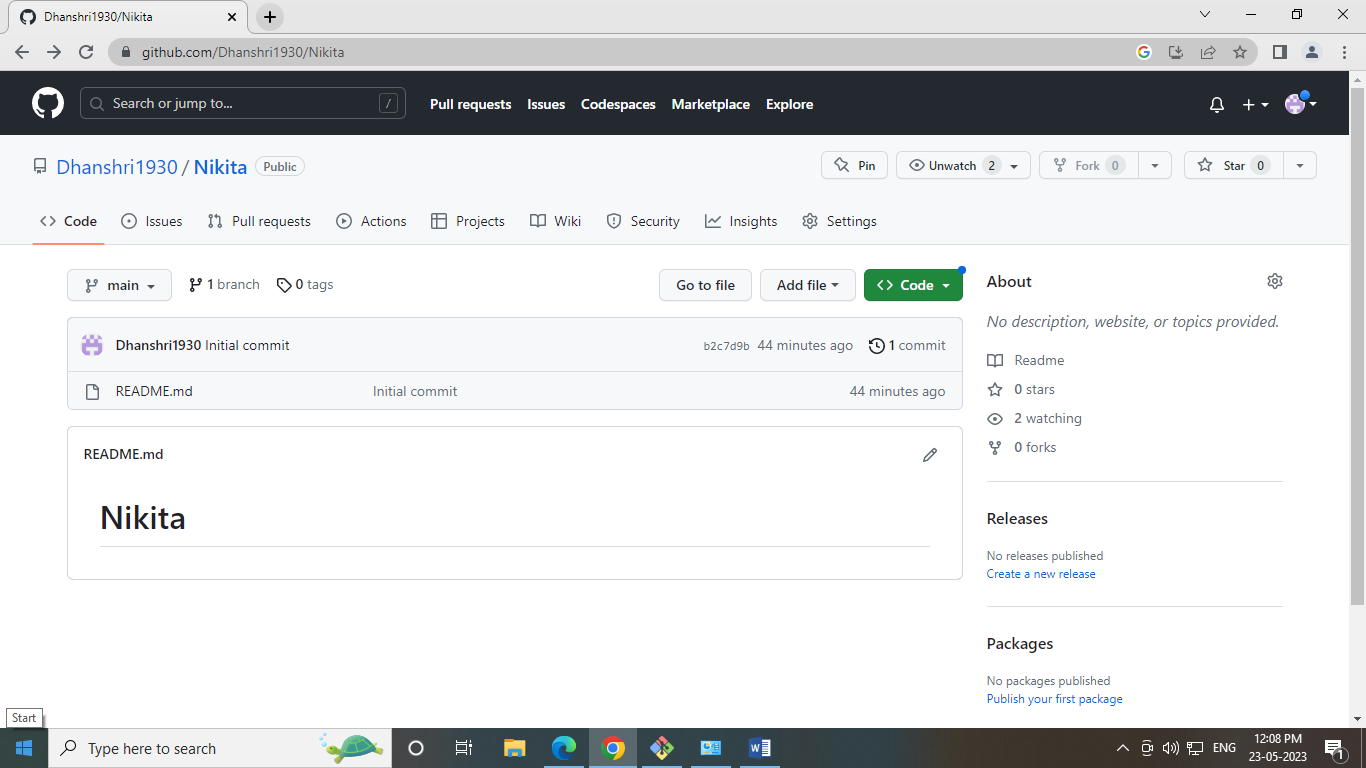 Dhanshri1930/Nikita
github.com/Dhanshri1930/Nikita
Search or jump to... /
Pull requests Issues Codespaces Marketplace Explore
Dhanshri1930 / Nikita Public
Pin Unwatch 2 Fork 0 Star 0
Code Issues Pull requests Actions Projects Wiki Security Insights Settings
main 1 branch 0 tags Go to file Add file Code
Dhanshri1930 Initial commit b2c7d9b 44 minutes ago 1 commit
README.md Initial commit 44 minutes ago
README.md
Nikita
About
No description, website, or topics provided.
Readme
0 stars
2 watching
0 forks
Releases
No releases published
Create a new release
Packages
No packages published
Publish your first package
Start
Type here to search
ENG
12:08 PM
23-05-2023
1